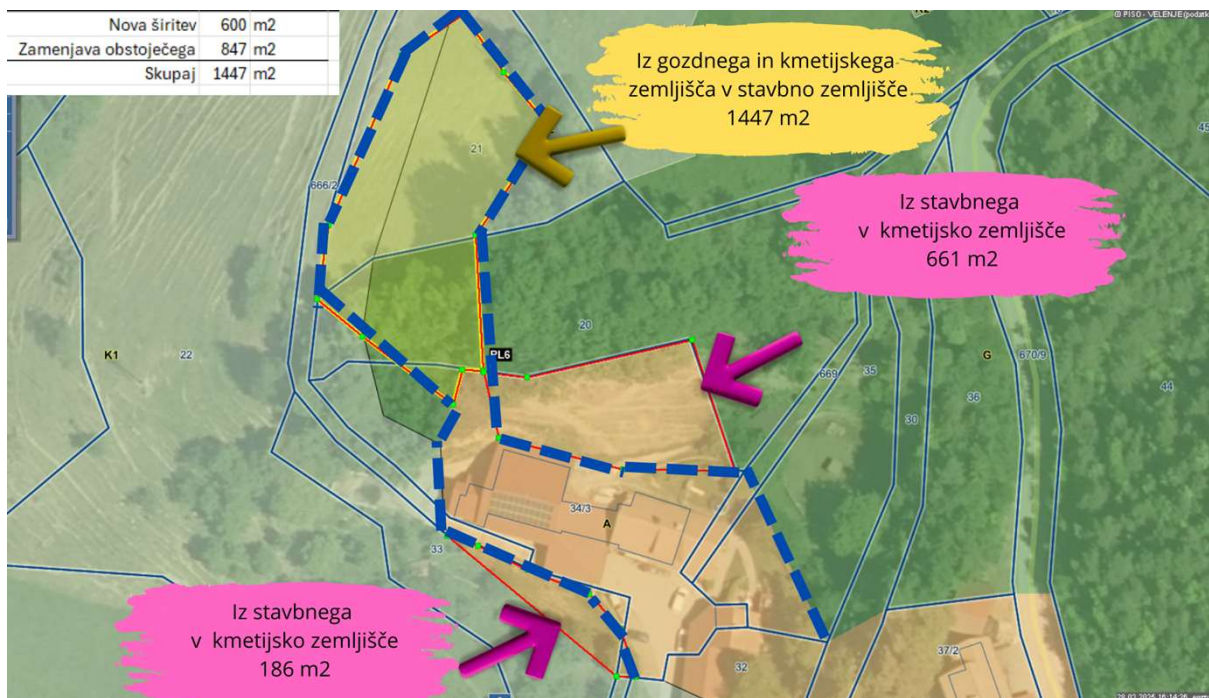 Nova širitev 600 m2
Zamenjava obstoječega 847 m2
Skupaj 1447 m2
© PISO - VELENJE(podatk
Iz gozdnega in kmetijskega
zemljišča v stavbno zemljišče
1447 m2
45
21
666/2
Iz stavbnega
v kmetijsko zemljišče
661 m2
20
K1
22
669
35
G
670/9
44
36
30
34/3
A
33
Iz stavbnega
v kmetijsko zemljišče
186 m2
32
37/2